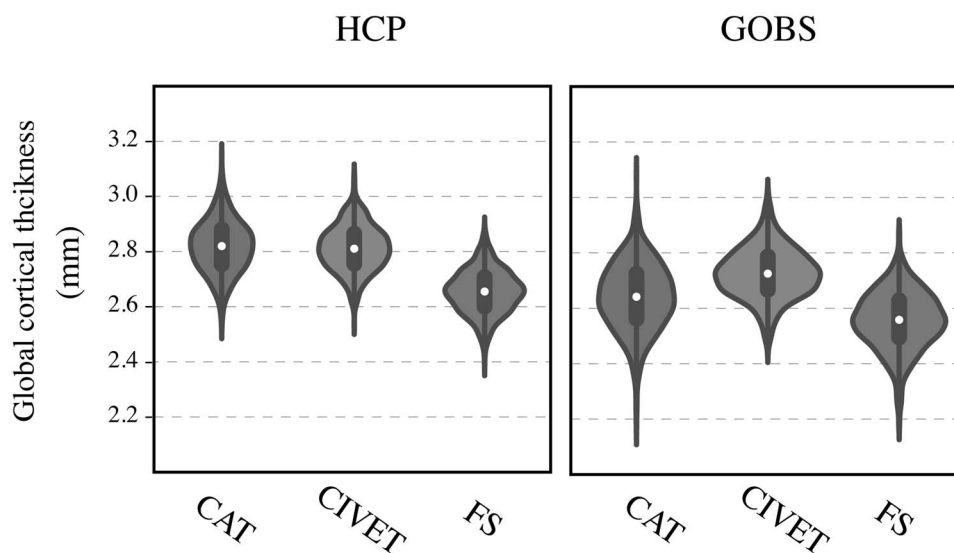 HCP
GOBS
Global cortical thcikness
(mm)
3.2
3.0
2.8
2.6
2.4
2.2
CAT
CIVET
FS
CAT
CIVET
FS